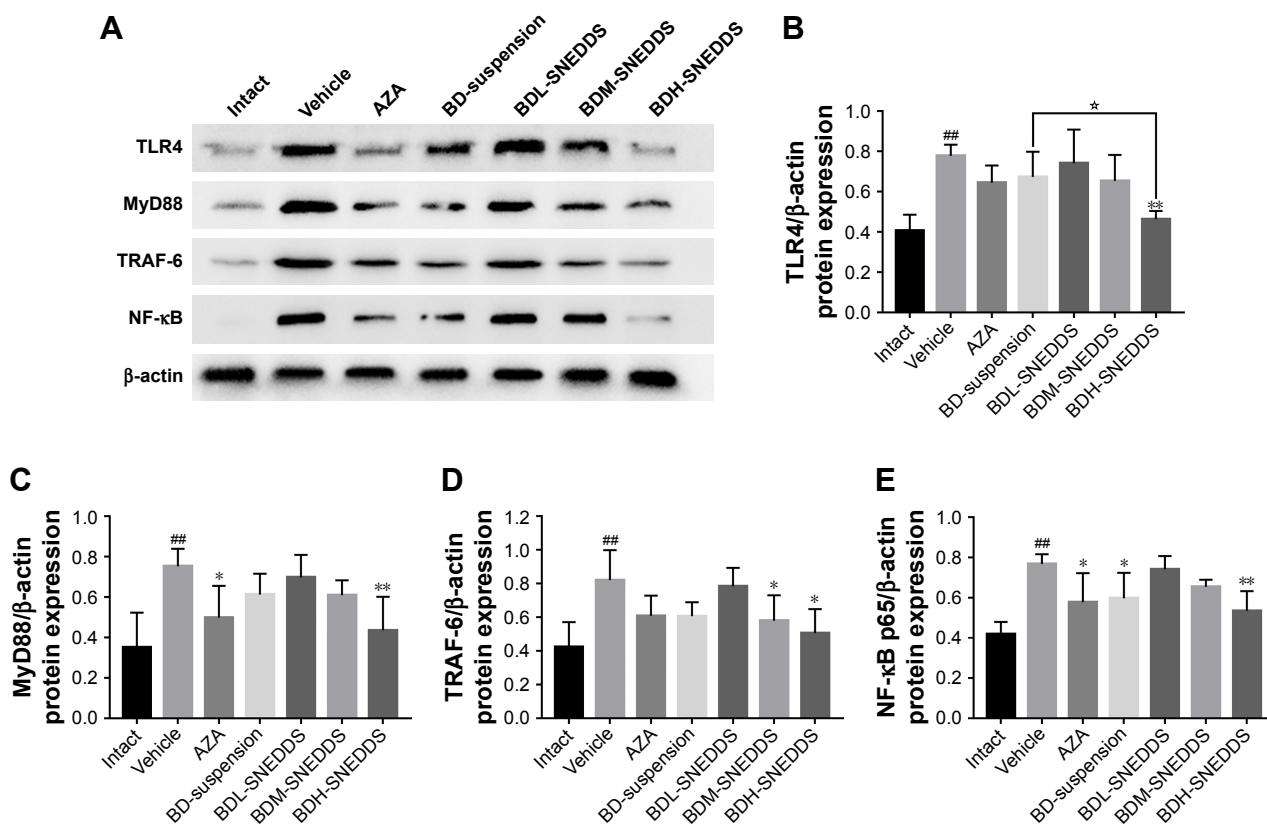 A
Intact
Vehicle
AZA
BD-suspension
BDL-SNEDDS
BDM-SNEDDS
BDH-SNEDDS
TLR4
MyD88
TRAF-6
NF-κB
β-actin
B
TLR4/β-actin
protein expression
1.0
0.8
0.6
0.4
0.2
0.0
##
☆
**
Intact
Vehicle
AZA
BD-suspension
BDL-SNEDDS
BDM-SNEDDS
BDH-SNEDDS
C
MyD88/β-actin
protein expression
1.0
0.8
0.6
0.4
0.2
0.0
##
*
**
Intact
Vehicle
AZA
BD-suspension
BDL-SNEDDS
BDM-SNEDDS
BDH-SNEDDS
D
TRAF-6/β-actin
protein expression
1.2
1.0
0.8
0.6
0.4
0.2
0.0
##
*
*
Intact
Vehicle
AZA
BD-suspension
BDL-SNEDDS
BDM-SNEDDS
BDH-SNEDDS
E
NF-κB p65/β-actin
protein expression
1.0
0.8
0.6
0.4
0.2
0.0
##
*
*
**
Intact
Vehicle
AZA
BD-suspension
BDL-SNEDDS
BDM-SNEDDS
BDH-SNEDDS